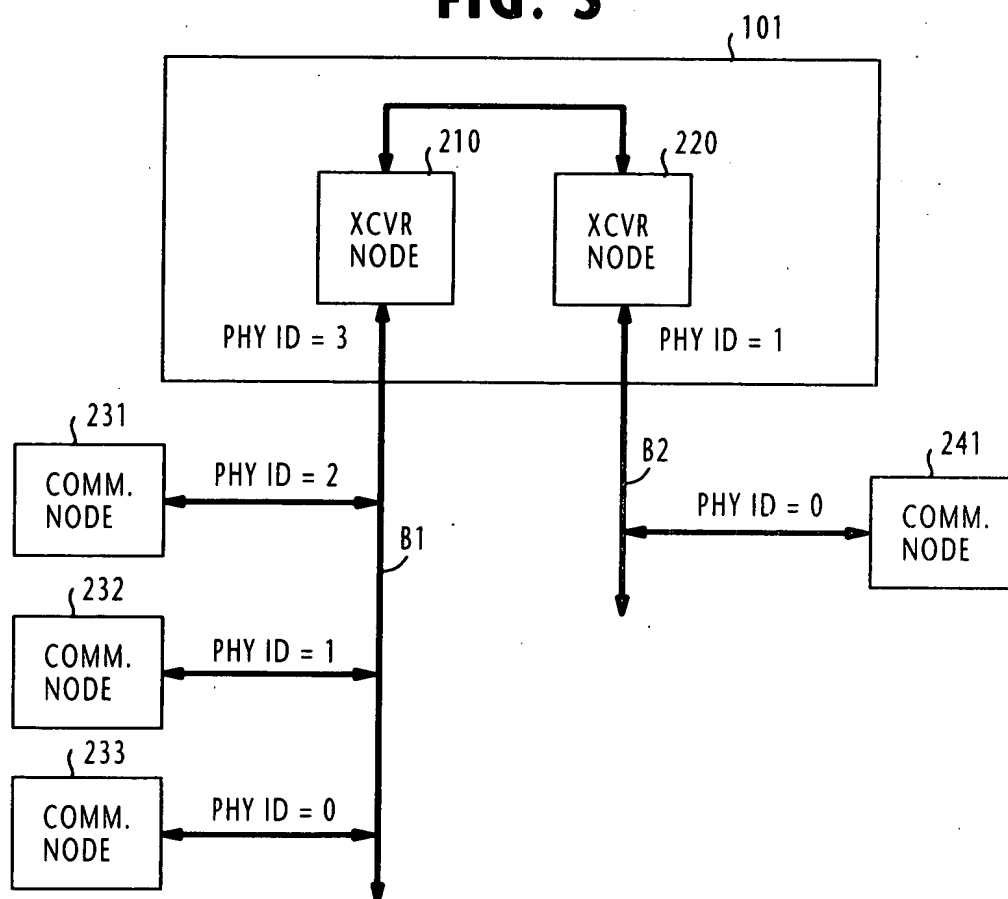 101
210
220
XCVR
NODE
XCVR
NODE
PHY ID = 3
PHY ID = 1
231
COMM.
NODE
PHY ID = 2
B1
B2
241
PHY ID = 0
COMM.
NODE
232
COMM.
NODE
PHY ID = 1
233
COMM.
NODE
PHY ID = 0